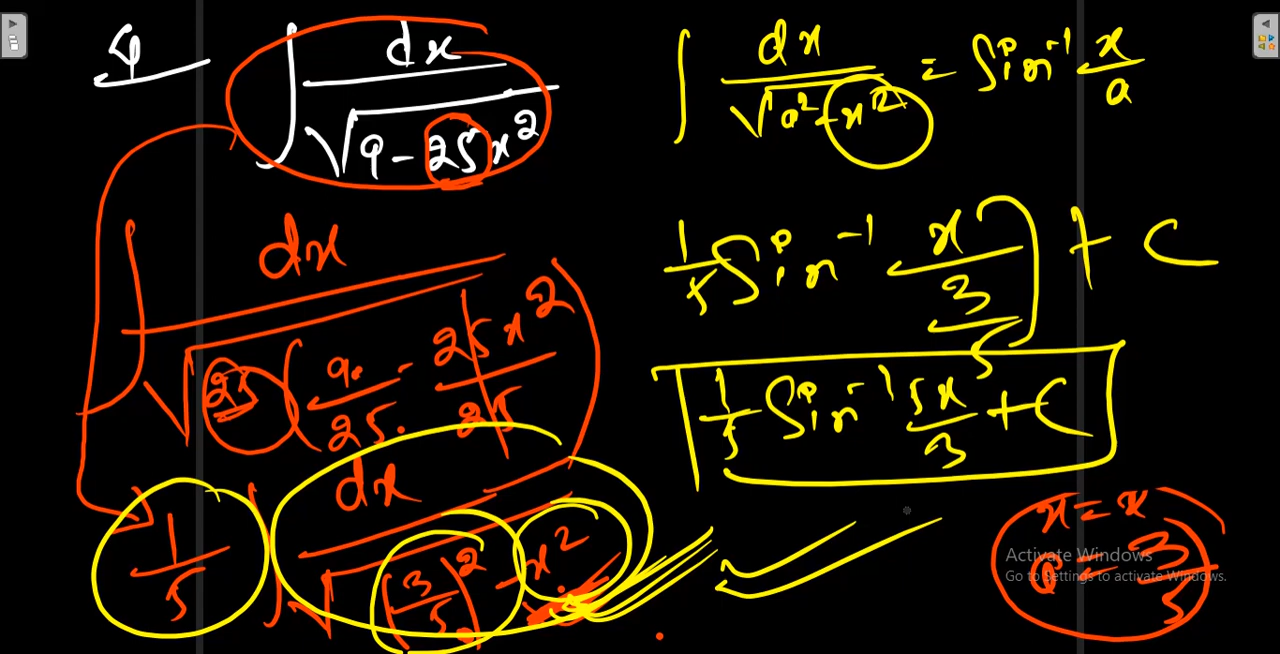 Q ∫ dx / √(9 - 25x²)
∫ dx / √(a² - x²) = Sin⁻¹ x/a
∫ dx / √(25 (9/25 - 25x²/25))
1/5 Sin⁻¹ x/(3/5) + C
1/5 Sin⁻¹ 5x/3 + C
1/5 ∫ dx / √((3/5)² - x²)
x = x
a = 3/5
Activate Windows
Go to Settings to activate Windows.